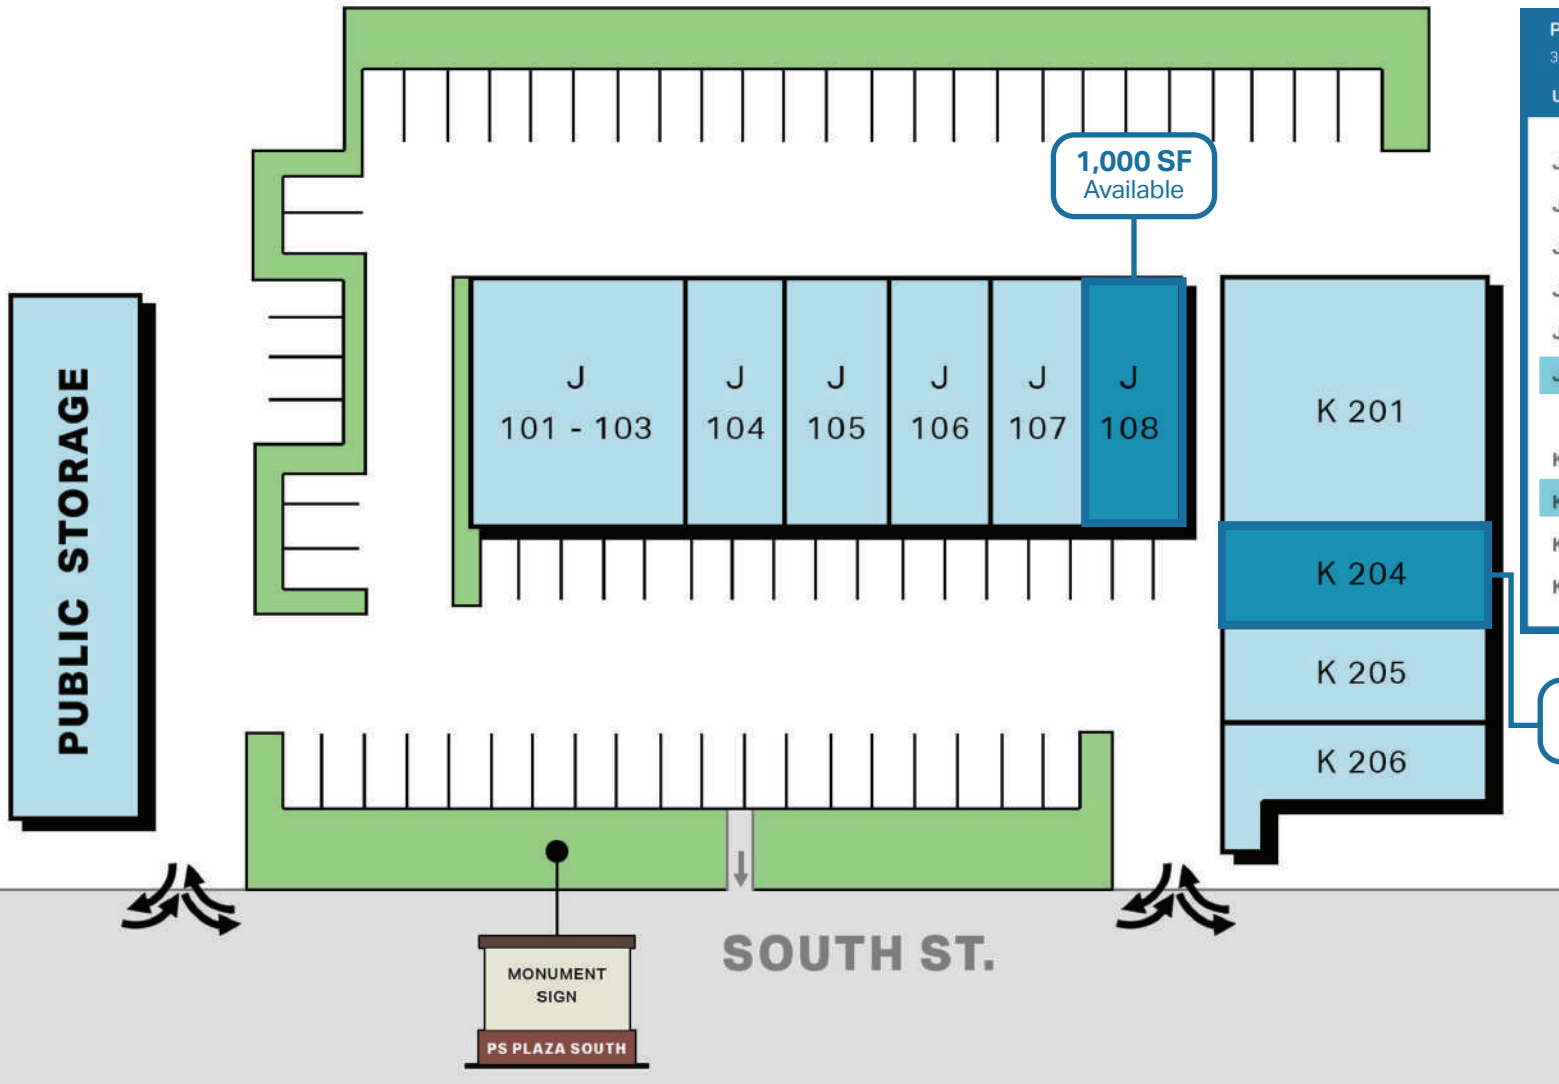 1,000 SF
Available
J
101 - 103
J
104
J
105
J
106
J
107
J
108
K 201
K 204
K 205
K 206
PUBLIC STORAGE
SOUTH ST.
MONUMENT
SIGN
PS PLAZA SOUTH